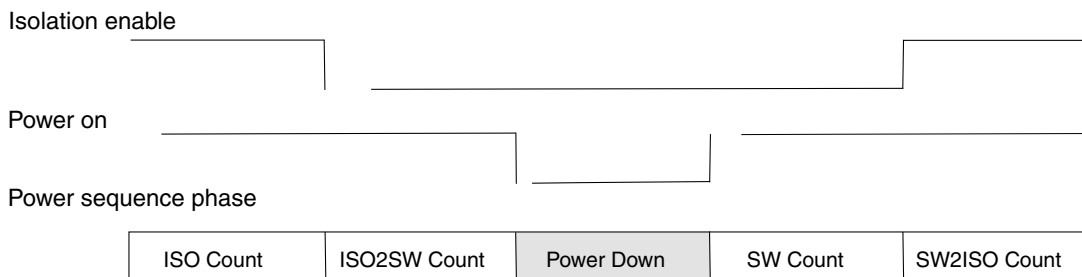 Isolation enable
Power on
Power sequence phase
ISO Count ISO2SW Count Power Down SW Count SW2ISO Count